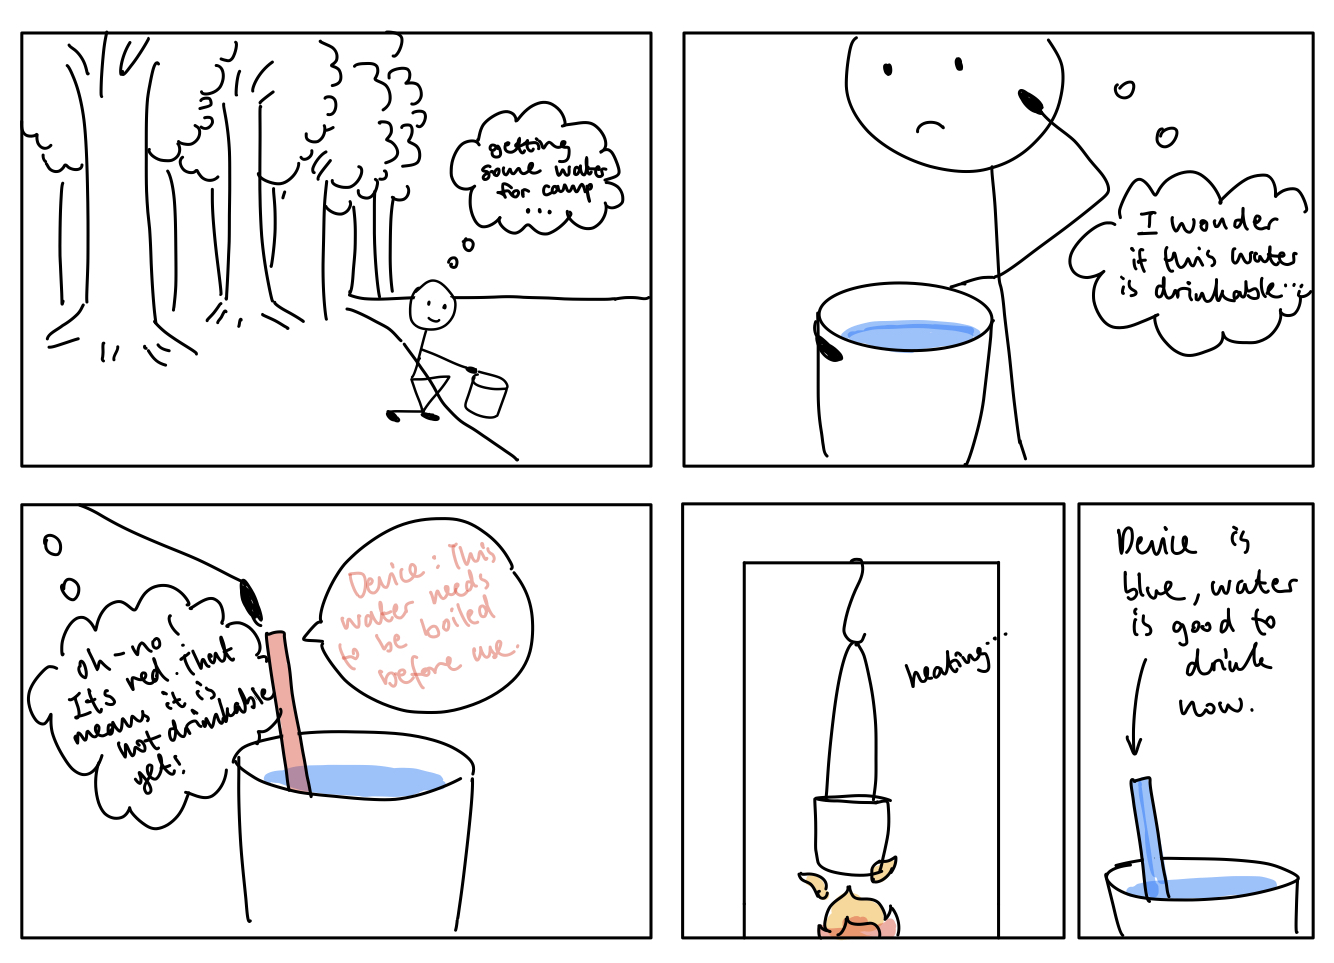 getting
some water
for camp
...
I wonder
if this water
is drinkable...
oh-no!
It's red. That
means it is
not drinkable
yet!
Device: This
water needs
to be boiled
before use.
heating...
Device is
blue, water
is good to
drink
now.